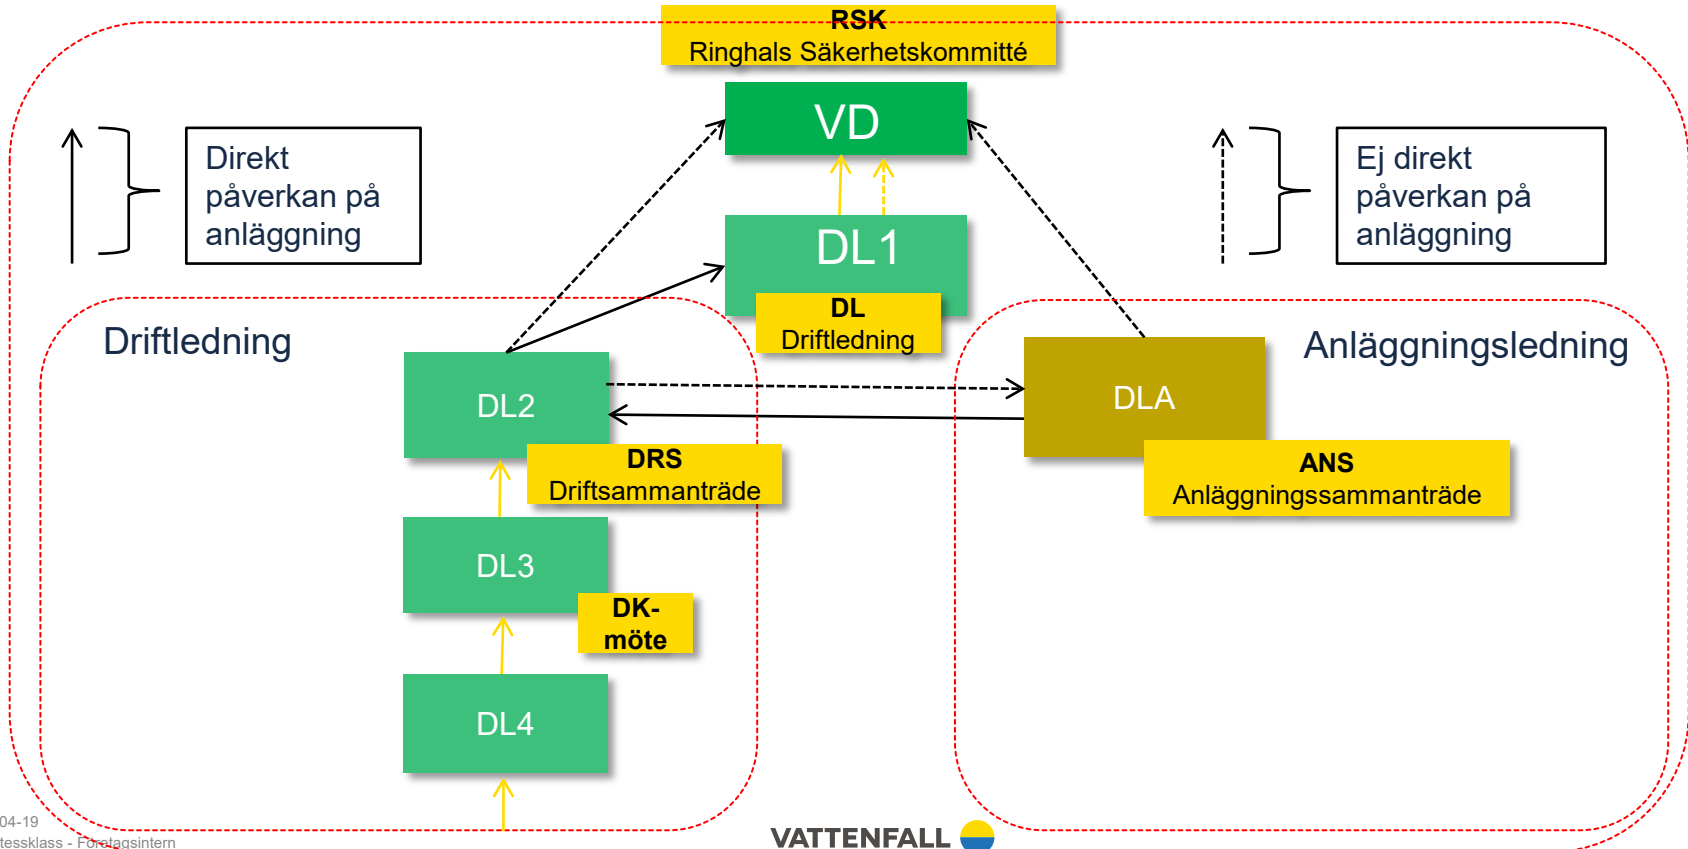 RSK
Ringhals Säkerhetskommitté
VD
Direkt
påverkan på
anläggning
Ej direkt
påverkan på
anläggning
DL1
DL
Driftledning
Driftledning
Anläggningsledning
DL2
DLA
DRS
Driftsammanträde
ANS
Anläggningssammanträde
DL3
DK-
möte
DL4
04-19
tessklass - Företagsintern
VATTENFALL